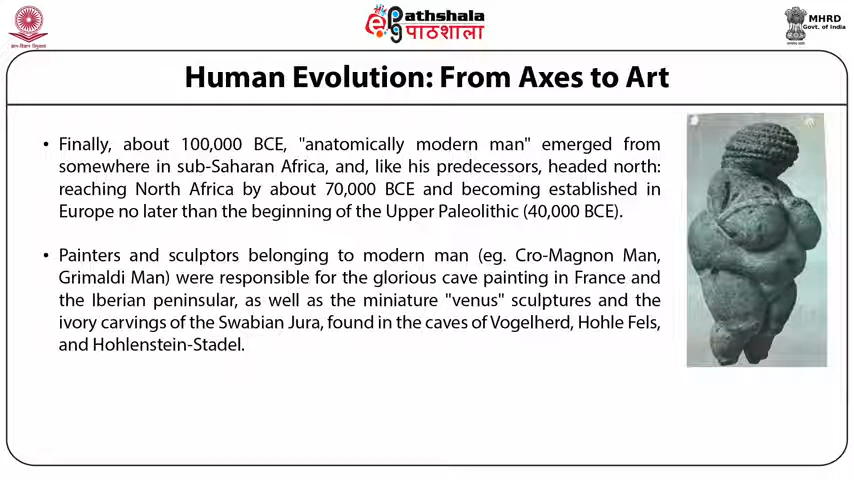 ePathshala
पाठशाला
MHRD
Govt. of India
Human Evolution: From Axes to Art
• Finally, about 100,000 BCE, "anatomically modern man" emerged from
somewhere in sub-Saharan Africa, and, like his predecessors, headed north:
reaching North Africa by about 70,000 BCE and becoming established in
Europe no later than the beginning of the Upper Paleolithic (40,000 BCE).
• Painters and sculptors belonging to modern man (eg. Cro-Magnon Man,
Grimaldi Man) were responsible for the glorious cave painting in France and
the Iberian peninsular, as well as the miniature "venus" sculptures and the
ivory carvings of the Swabian Jura, found in the caves of Vogelherd, Hohle Fels,
and Hohlenstein-Stadel.